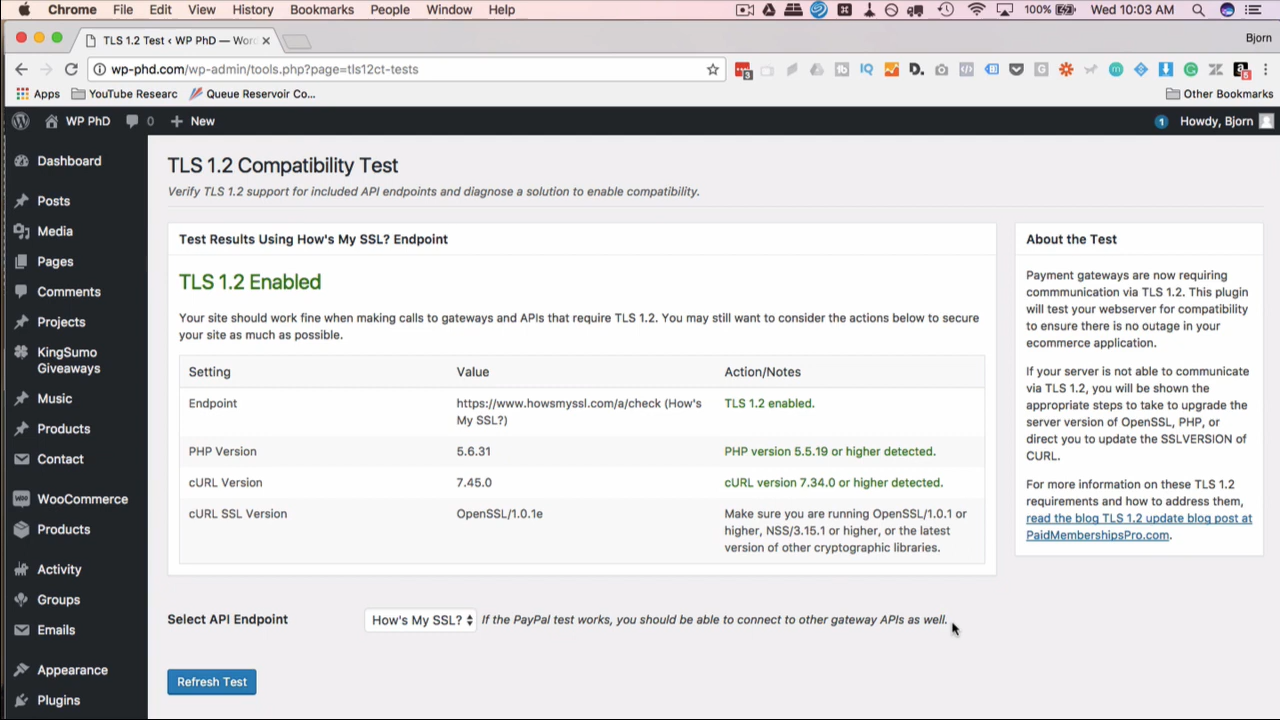 Chrome File Edit View History Bookmarks People Window Help 100% Wed 10:03 AM
TLS 1.2 Test ‹ WP PhD — Wor
Bjorn
wp-phd.com/wp-admin/tools.php?page=tls12ct-tests
Apps YouTube Researc Queue Reservoir Co... Other Bookmarks
WP PhD 0 New 1 Howdy, Bjorn
Dashboard
Posts
Media
Pages
Comments
Projects
KingSumo
Giveaways
Music
Products
Contact
WooCommerce
Products
Activity
Groups
Emails
Appearance
Plugins
TLS 1.2 Compatibility Test
Verify TLS 1.2 support for included API endpoints and diagnose a solution to enable compatibility.
Test Results Using How's My SSL? Endpoint
TLS 1.2 Enabled
Your site should work fine when making calls to gateways and APIs that require TLS 1.2. You may still want to consider the actions below to secure
your site as much as possible.
Setting Value Action/Notes
Endpoint https://www.howsmyssl.com/a/check (How's TLS 1.2 enabled.
My SSL?)
PHP Version 5.6.31 PHP version 5.5.19 or higher detected.
cURL Version 7.45.0 cURL version 7.34.0 or higher detected.
cURL SSL Version OpenSSL/1.0.1e Make sure you are running OpenSSL/1.0.1 or
higher, NSS/3.15.1 or higher, or the latest
version of other cryptographic libraries.
Select API Endpoint How's My SSL? If the PayPal test works, you should be able to connect to other gateway APIs as well.
Refresh Test
About the Test
Payment gateways are now requiring
commmunication via TLS 1.2. This plugin
will test your webserver for compatibility
to ensure there is no outage in your
ecommerce application.
If your server is not able to communicate
via TLS 1.2, you will be shown the
appropriate steps to take to upgrade the
server version of OpenSSL, PHP, or
direct you to update the SSLVERSION of
CURL.
For more information on these TLS 1.2
requirements and how to address them,
read the blog TLS 1.2 update blog post at
PaidMembershipsPro.com.